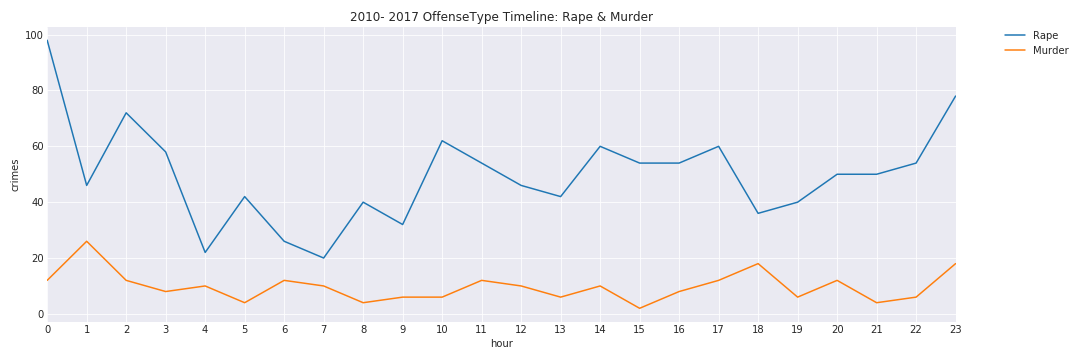 2010- 2017 OffenseType Timeline: Rape & Murder
Rape
Murder
100
80
60
40
20
0
crimes
0 1 2 3 4 5 6 7 8 9 10 11 12 13 14 15 16 17 18 19 20 21 22 23
hour